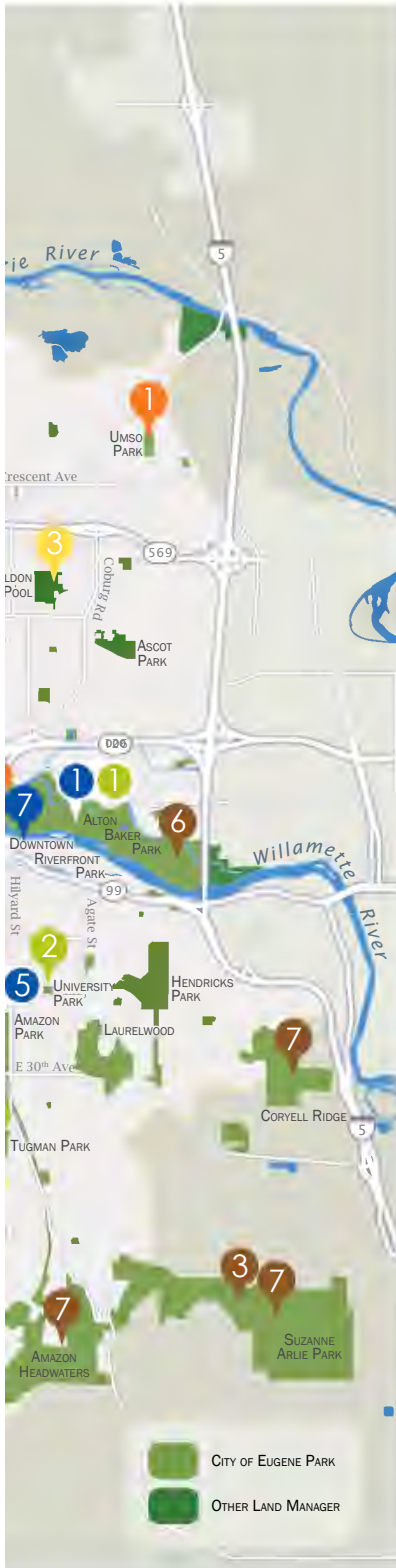 rie River
5
1
UMSO
PARK
Crescent Ave
3
569
LDON
POOL
Coburg Rd
ASCOT
PARK
1
1
7
ALTON
BAKER
PARK
6
DOWNTOWN
RIVERFRONT
PARK
Willamette
River
99
Hilyard St
Agate St
2
5
UNIVERSITY
PARK
HENDRICKS
PARK
AMAZON
PARK
LAURELWOOD
E 30th Ave
7
CORYELL RIDGE
5
TUGMAN PARK
3
7
7
SUZANNE
ARLIE PARK
AMAZON
HEADWATERS
CITY OF EUGENE PARK
OTHER LAND MANAGER